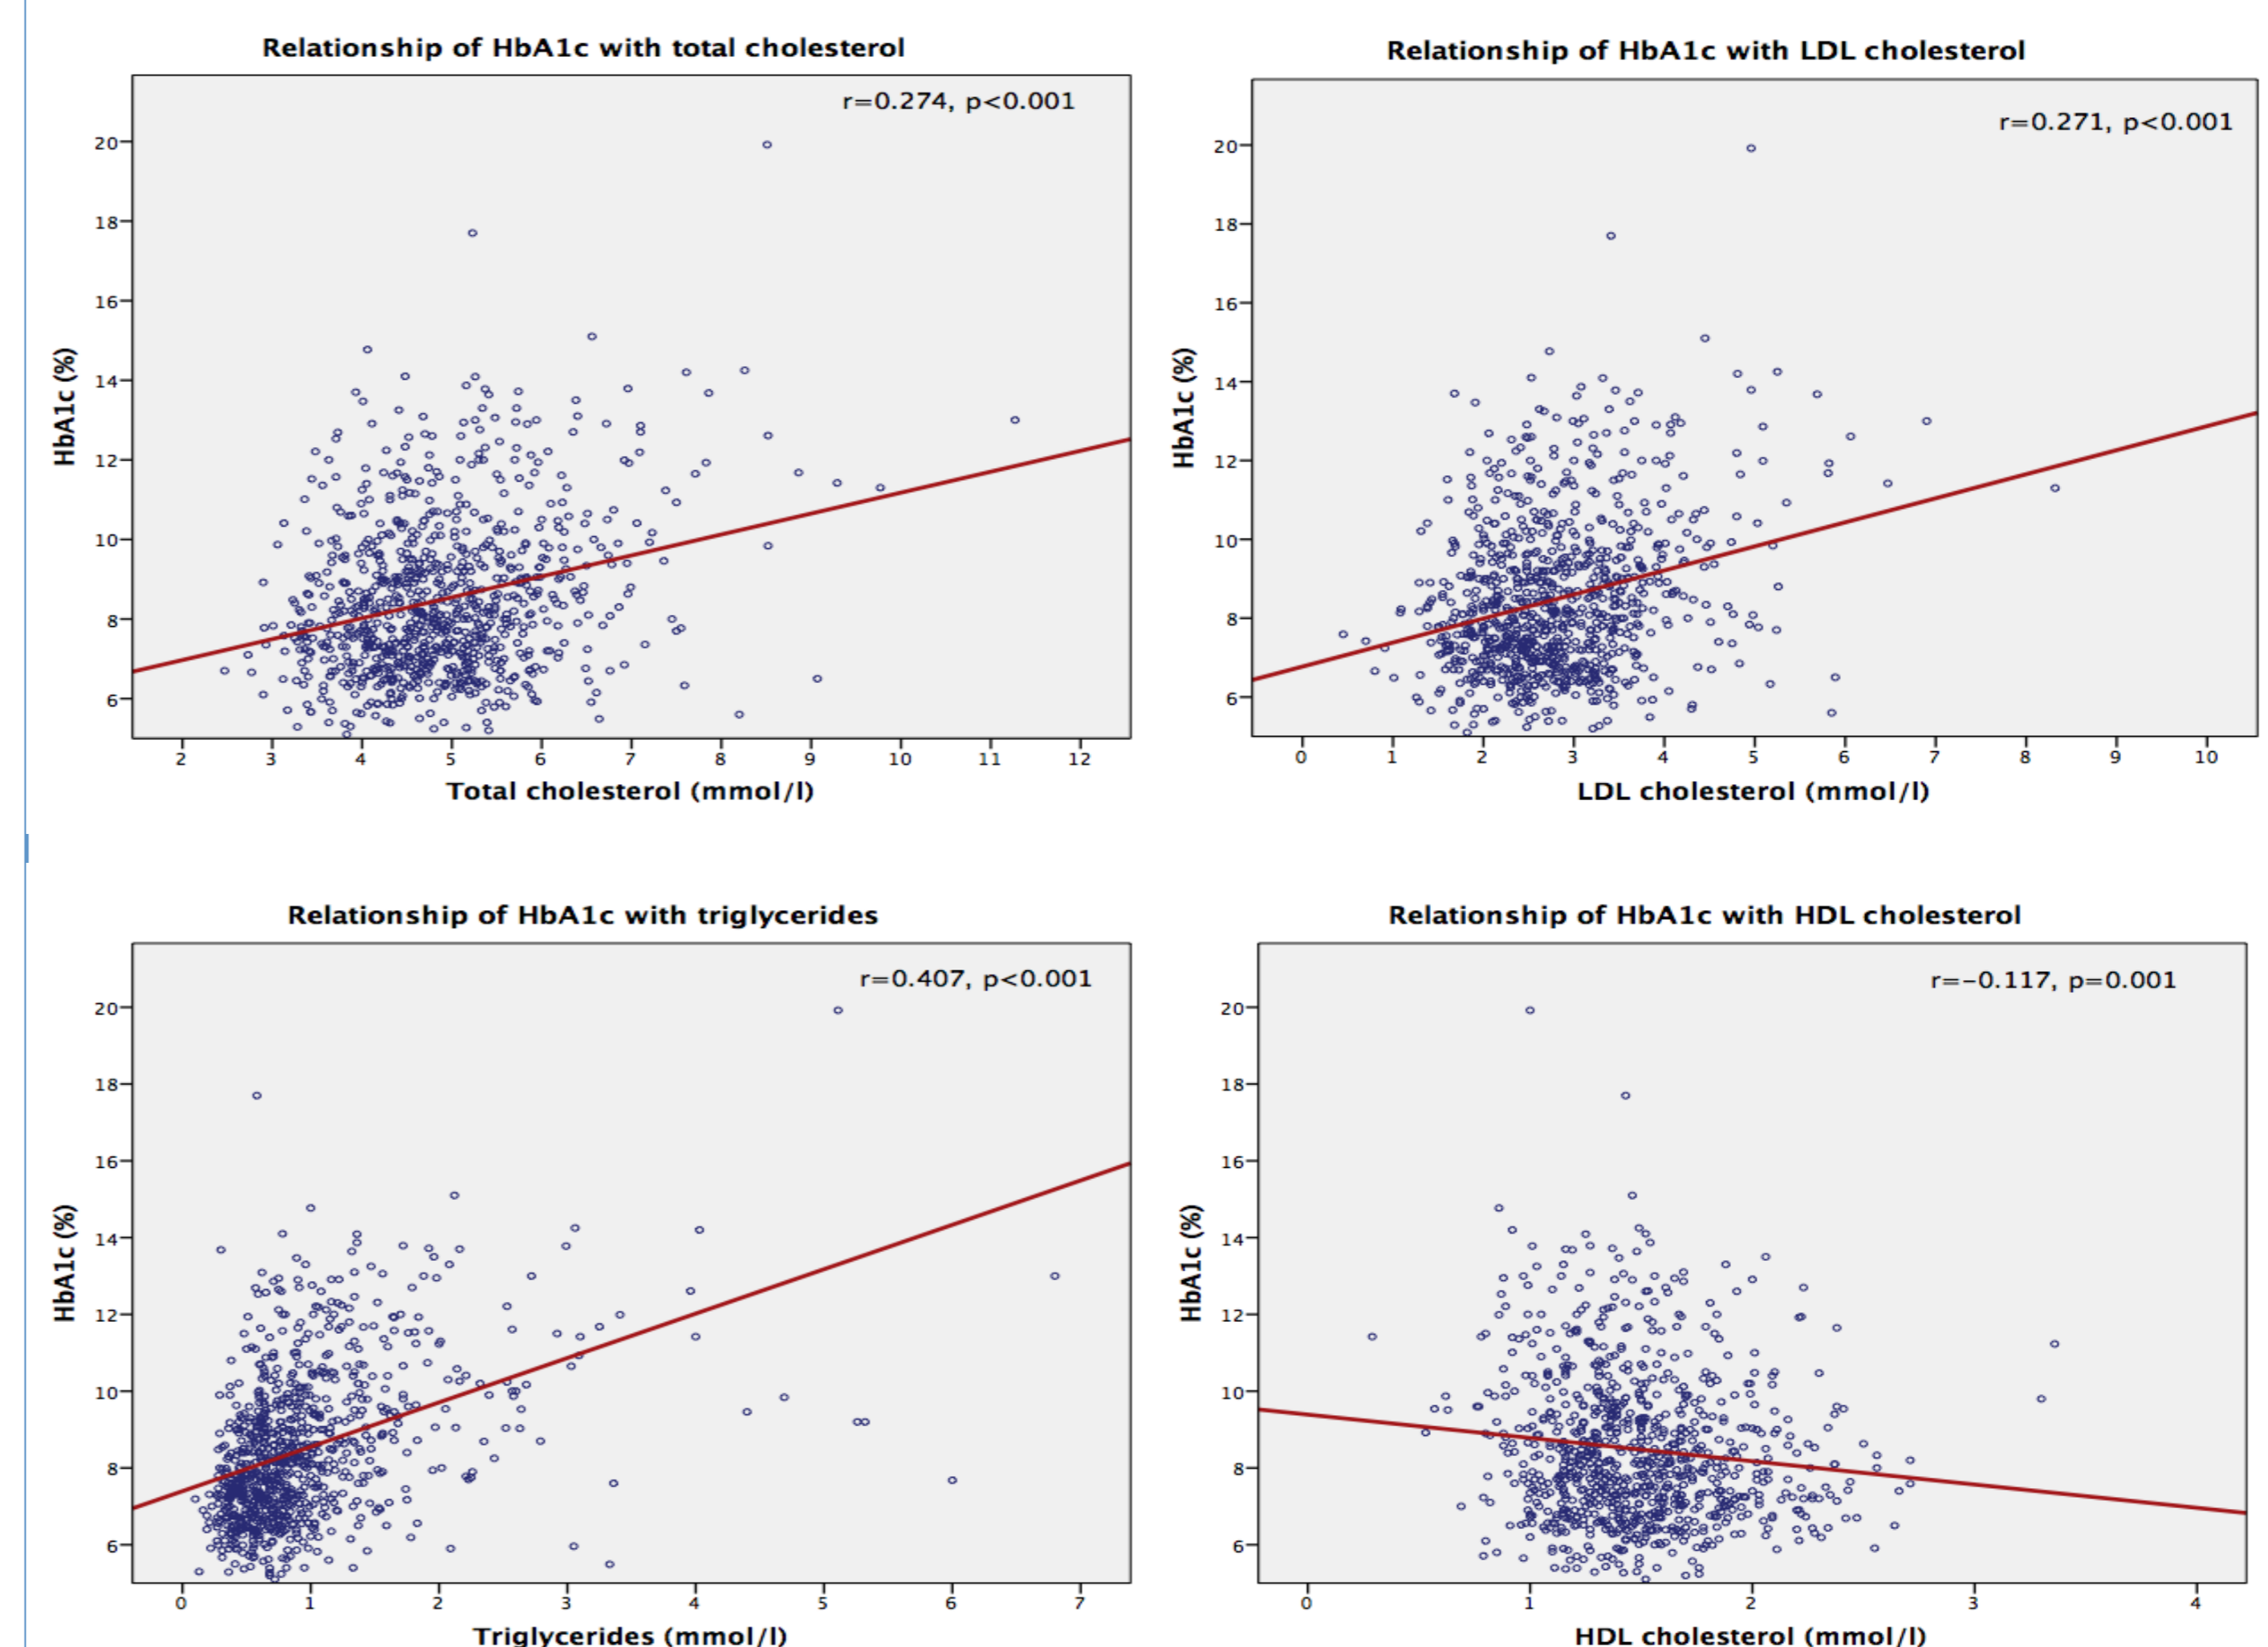 Relationship of HbA1c with total cholesterol
r=0.274, p<0.001
HbA1c (%)
20
18
16
14
12
10
8
6
2 3 4 5 6 7 8 9 10 11 12
Total cholesterol (mmol/l)
Relationship of HbA1c with LDL cholesterol
r=0.271, p<0.001
HbA1c (%)
20
18
16
14
12
10
8
6
0 1 2 3 4 5 6 7 8 9 10
LDL cholesterol (mmol/l)
Relationship of HbA1c with triglycerides
r=0.407, p<0.001
HbA1c (%)
20
18
16
14
12
10
8
6
0 1 2 3 4 5 6 7
Triglycerides (mmol/l)
Relationship of HbA1c with HDL cholesterol
r=−0.117, p=0.001
HbA1c (%)
20
18
16
14
12
10
8
6
0 1 2 3 4
HDL cholesterol (mmol/l)